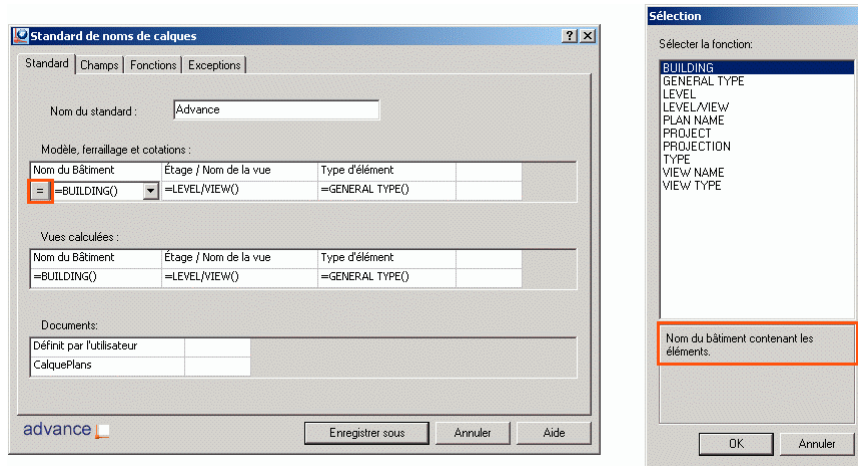 Standard de noms de calques
Standard Champs Fonctions Exceptions
Nom du standard : Advance
Modèle, ferraillage et cotations :
Nom du Bâtiment Étage / Nom de la vue Type d'élément
= =BUILDING() =LEVEL/VIEW() =GENERAL TYPE()
Vues calculées :
Nom du Bâtiment Étage / Nom de la vue Type d'élément
=BUILDING() =LEVEL/VIEW() =GENERAL TYPE()
Documents:
Définit par l'utilisateur
CalquePlans
advance Enregistrer sous Annuler Aide
Sélection
Sélecter la fonction:
BUILDING
GENERAL TYPE
LEVEL
LEVEL/VIEW
PLAN NAME
PROJECT
PROJECTION
TYPE
VIEW NAME
VIEW TYPE
Nom du bâtiment contenant les
éléments.
OK Annuler